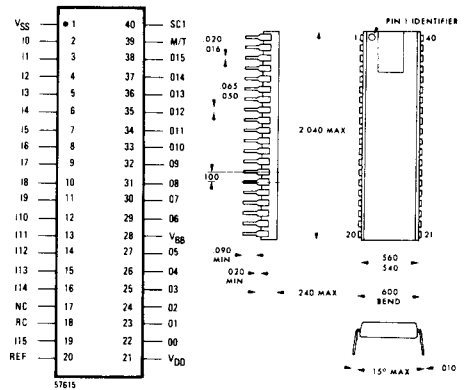 VSS 1 40 SC1
I0 2 39 M/T
I1 3 38 O15
I2 4 37 O14
I3 5 36 O13
I4 6 35 O12
I5 7 34 O11
I6 8 33 O10
I7 9 32 O9
I8 10 31 O8
I9 11 30 O7
I10 12 29 O6
I11 13 28 VBB
I12 14 27 O5
I13 15 26 O4
I14 16 25 O3
NC 17 24 O2
RC 18 23 O1
I15 19 22 O0
REF 20 21 VDD
57615
.020
.016
.065
.050
.100
.090
MIN
.020
MIN
.240 MAX
2.040 MAX
PIN 1 IDENTIFIER
1 40
20 21
.560
.540
.600
BEND
15° MAX
.010